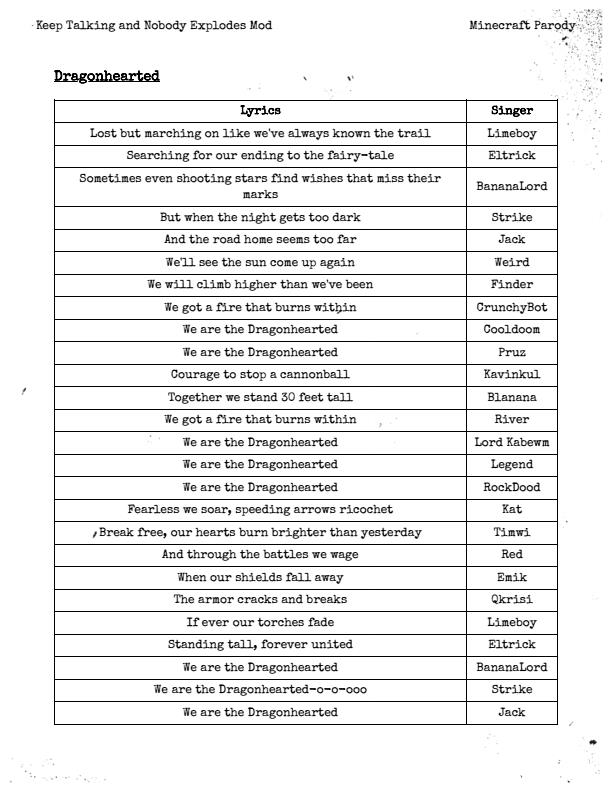 Keep Talking and Nobody Explodes Mod Minecraft Parody
Dragonhearted
Lyrics Singer
Lost but marching on like we've always known the trail Limeboy
Searching for our ending to the fairy-tale Eltrick
Sometimes even shooting stars find wishes that miss their
marks BananaLord
But when the night gets too dark Strike
And the road home seems too far Jack
We'll see the sun come up again Weird
We will climb higher than we've been Finder
We got a fire that burns within CrunchyBot
We are the Dragonhearted Cooldoom
We are the Dragonhearted Pruz
Courage to stop a cannonball Kavinkul
Together we stand 30 feet tall Blanana
We got a fire that burns within River
We are the Dragonhearted Lord Kabewm
We are the Dragonhearted Legend
We are the Dragonhearted RockDood
Fearless we soar, speeding arrows ricochet Kat
Break free, our hearts burn brighter than yesterday Timwi
And through the battles we wage Red
When our shields fall away Emik
The armor cracks and breaks Qkrisi
If ever our torches fade Limeboy
Standing tall, forever united Eltrick
We are the Dragonhearted BananaLord
We are the Dragonhearted-o-o-ooo Strike
We are the Dragonhearted Jack